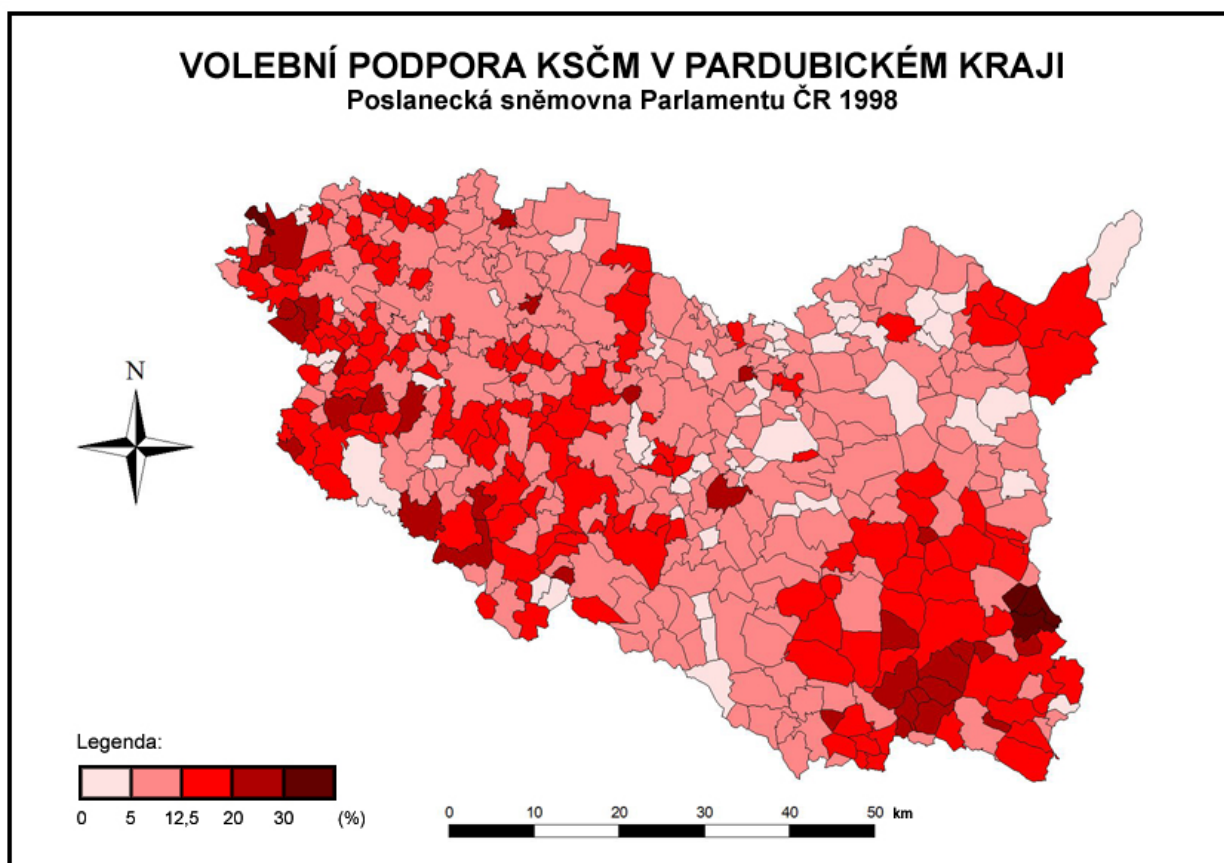 VOLEBNÍ PODPORA KSČM V PARDUBICKÉM KRAJI
Poslanecká sněmovna Parlamentu ČR 1998
N
Legenda:
0 5 12,5 20 30 (%)
0 10 20 30 40 50 km